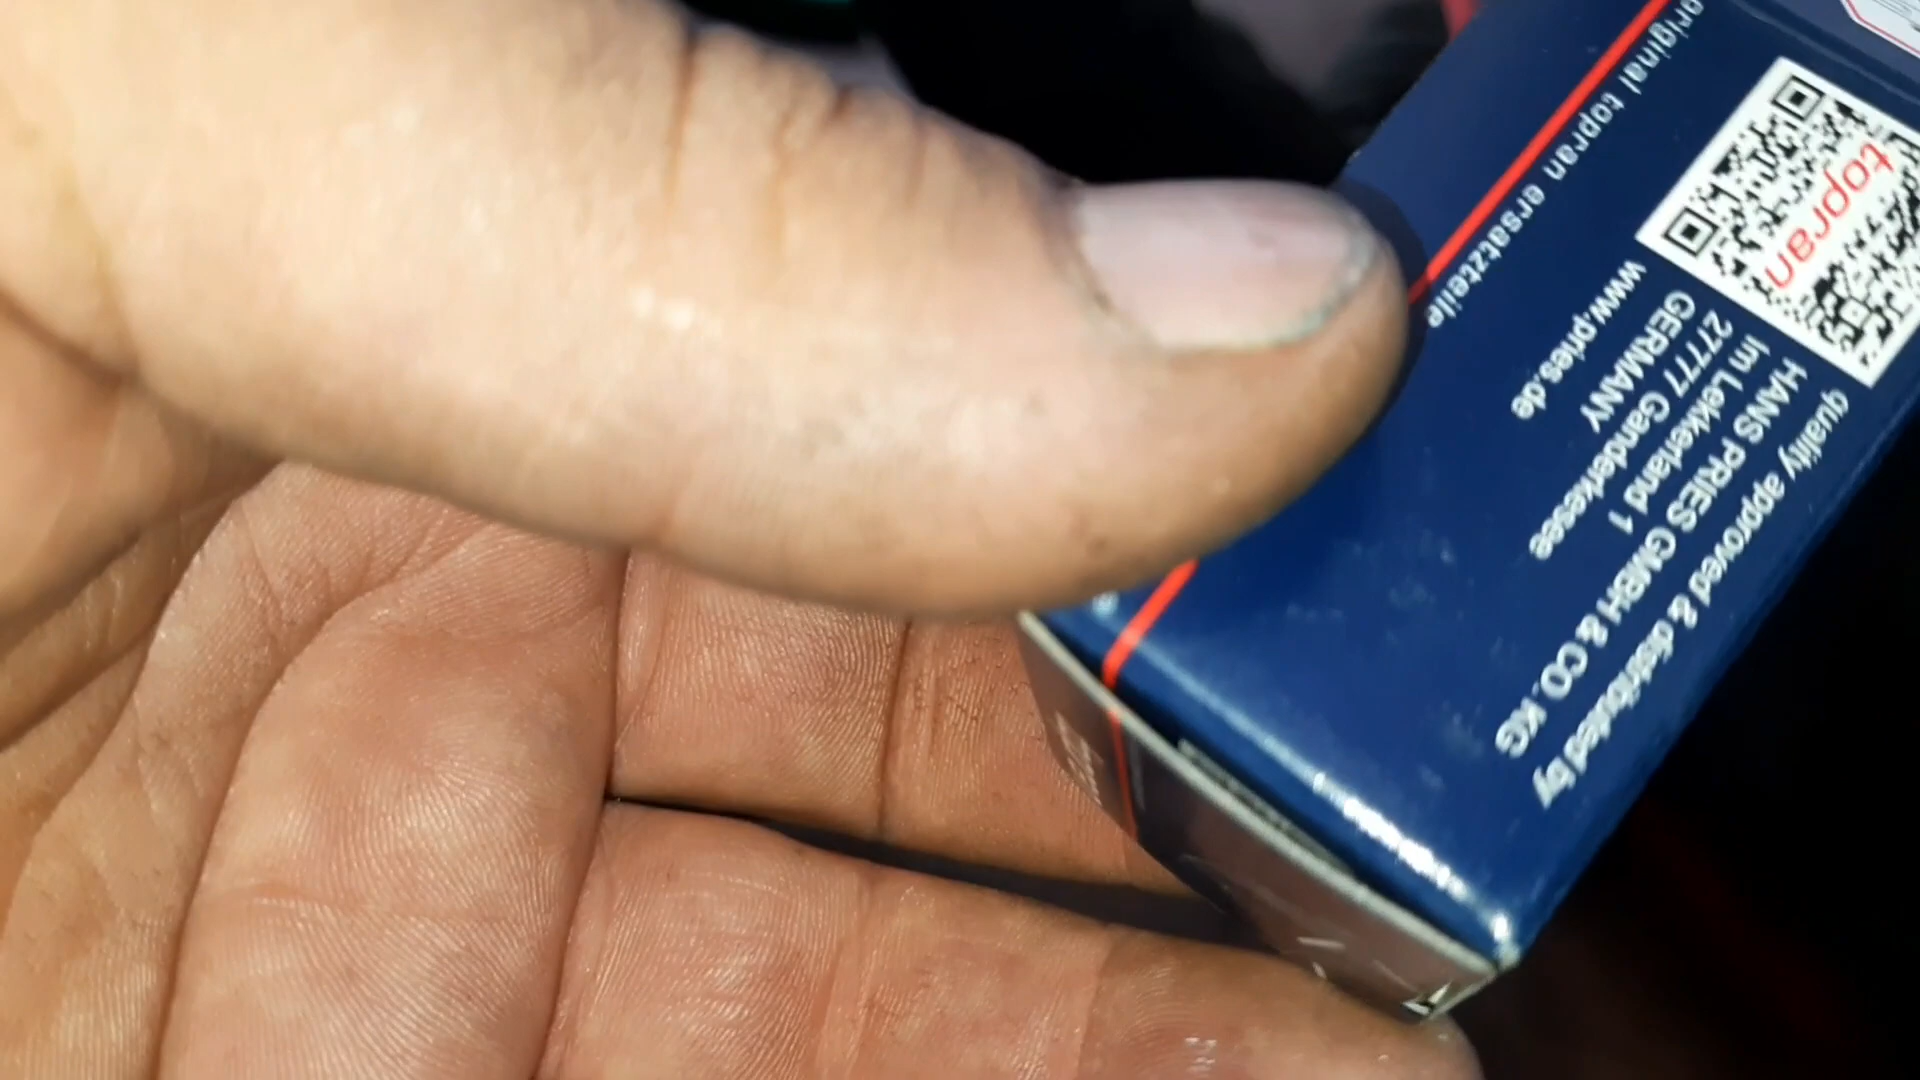 original topran ersatzteile
topran
quality approved & distributed by
HANS PRIES GMBH & CO. KG
Im Lekkerland 1
27777 Ganderkesee
GERMANY
www.pries.de